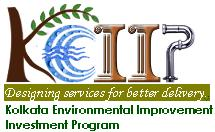 KEIIP
Designing services for better delivery.
Kolkata Environmental Improvement
Investment Program